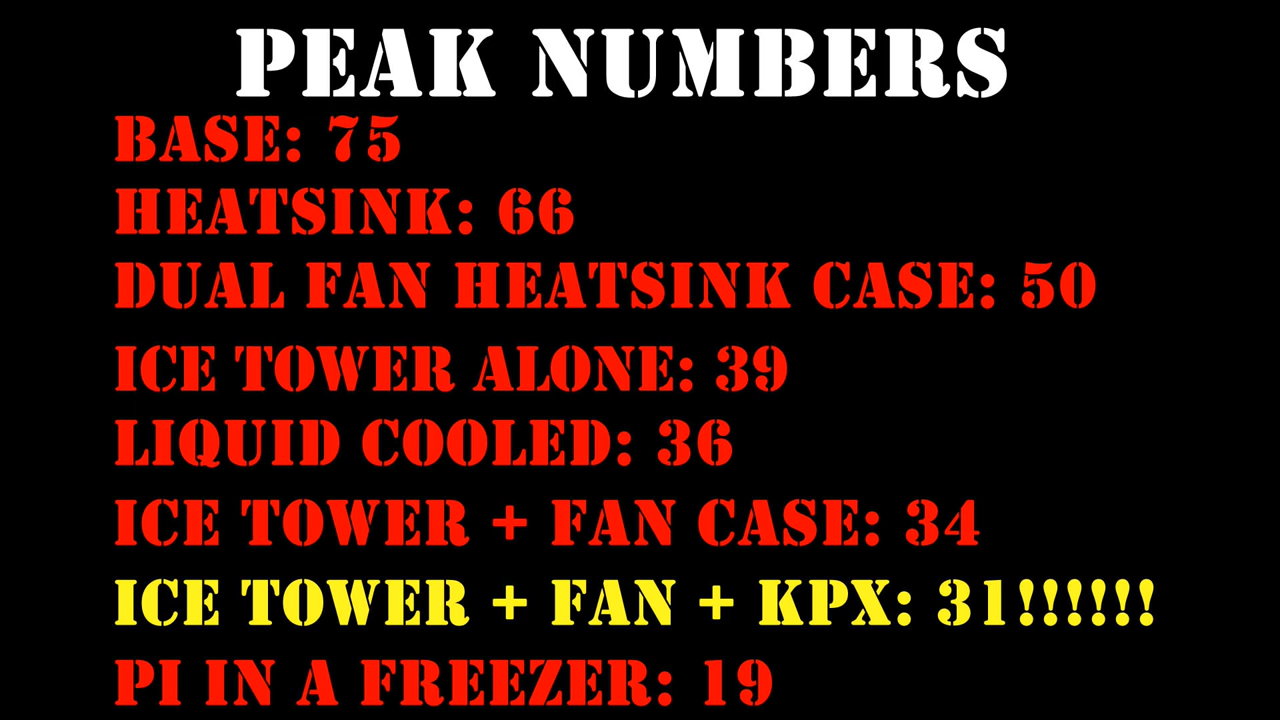 PEAK NUMBERS
BASE: 75
HEATSINK: 66
DUAL FAN HEATSINK CASE: 50
ICE TOWER ALONE: 39
LIQUID COOLED: 36
ICE TOWER + FAN CASE: 34
ICE TOWER + FAN + KPX: 31!!!!!!
PI IN A FREEZER: 19